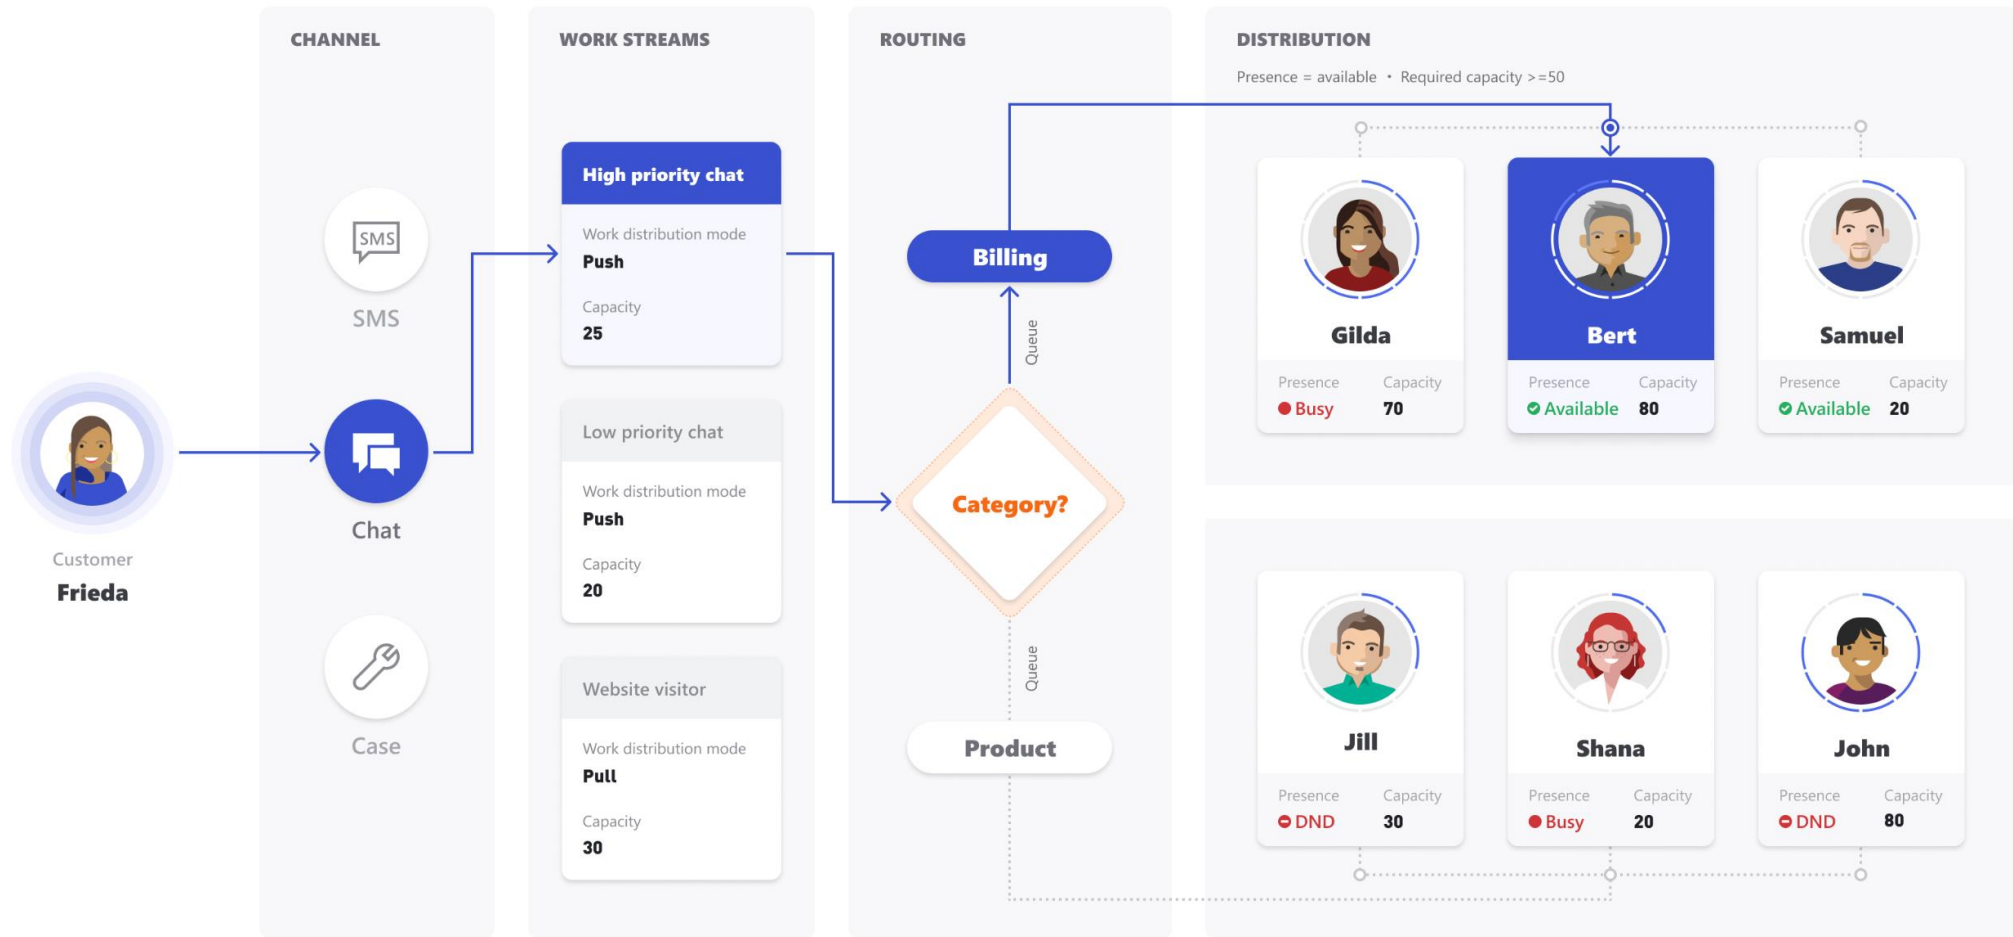 CHANNEL
WORK STREAMS
ROUTING
DISTRIBUTION
Presence = available • Required capacity >=50
Customer
Frieda
SMS
SMS
Chat
Case
High priority chat
Work distribution mode
Push
Capacity
25
Low priority chat
Work distribution mode
Push
Capacity
20
Website visitor
Work distribution mode
Pull
Capacity
30
Billing
Queue
Category?
Queue
Product
Gilda
Presence Capacity
Busy 70
Bert
Presence Capacity
Available 80
Samuel
Presence Capacity
Available 20
Jill
Presence Capacity
DND 30
Shana
Presence Capacity
Busy 20
John
Presence Capacity
DND 80